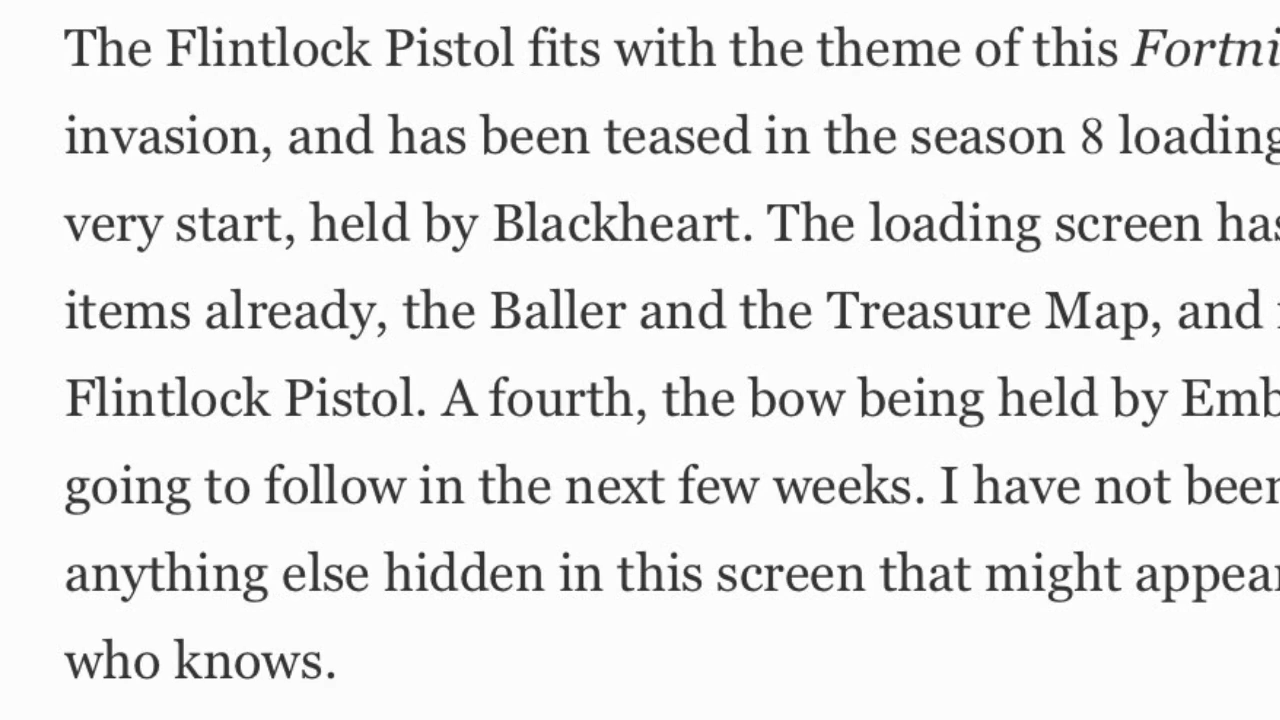 The Flintlock Pistol fits with the theme of this Fortni
invasion, and has been teased in the season 8 loading
very start, held by Blackheart. The loading screen has
items already, the Baller and the Treasure Map, and
Flintlock Pistol. A fourth, the bow being held by Emb
going to follow in the next few weeks. I have not been
anything else hidden in this screen that might appear
who knows.